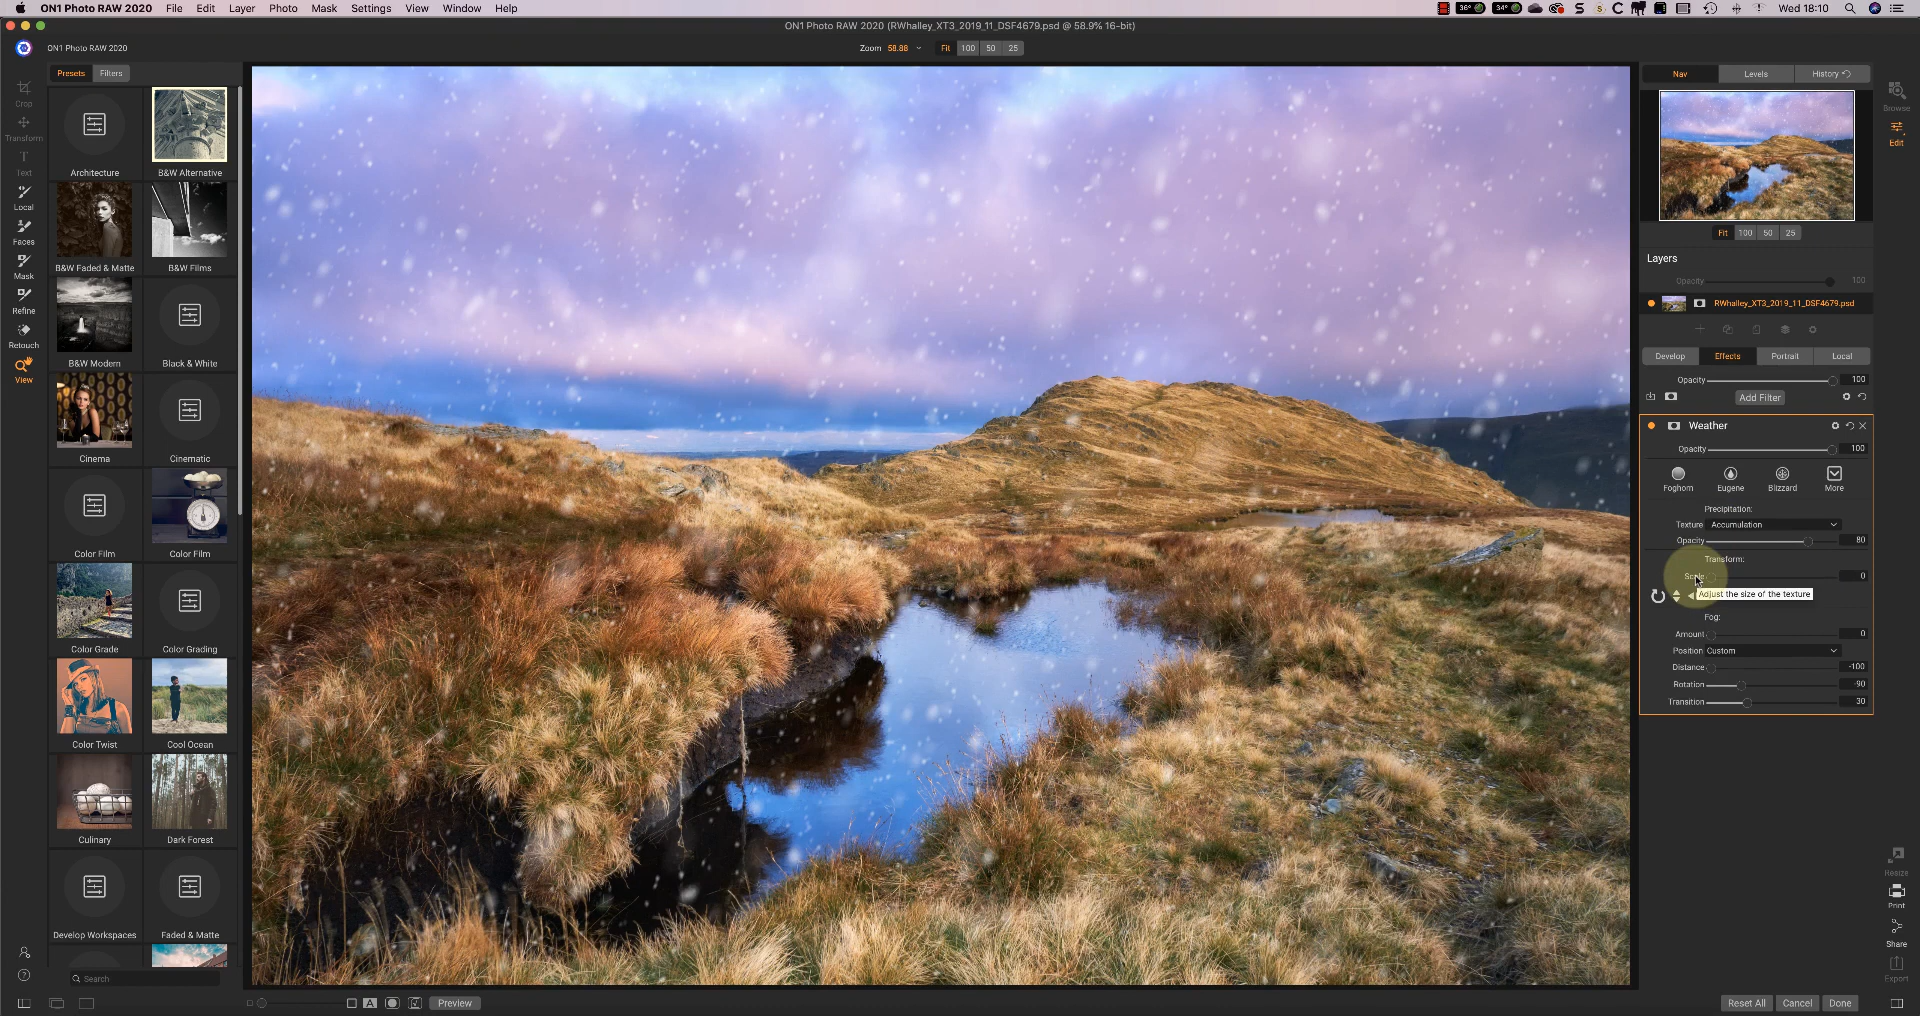 ON1 Photo RAW 2020 File Edit Layer Photo Mask Settings View Window Help
36° 34° Wed 18:10
ON1 Photo RAW 2020 (RWhalley_XT3_2019_11_DSF4679.psd @ 58.9% 16-bit)
ON1 Photo RAW 2020
Zoom 58.88 Fit 100 50 25
Presets Filters
Crop
Transform
Text
Local
Faces
Mask
Refine
Retouch
View
Architecture B&W Alternative
B&W Faded & Matte B&W Films
B&W Modern Black & White
Cinema Cinematic
Color Film Color Film
Color Grade Color Grading
Color Twist Cool Ocean
Culinary Dark Forest
Develop Workspaces Faded & Matte
Search
A Preview
Nav Levels History
Fit 100 50 25
Layers
Opacity 100
RWhalley_XT3_2019_11_DSF4679.psd
Develop Effects Portrait Local
Opacity 100
Add Filter
Weather
Opacity 100
Foghorn Eugene Blizzard More
Precipitation:
Texture Accumulation
Opacity 80
Transform:
Scale 0
Adjust the size of the texture
Fog:
Amount 0
Position Custom
Distance -100
Rotation -90
Transition 30
Browse
Edit
Resize
Print
Share
Export
Reset All Cancel Done